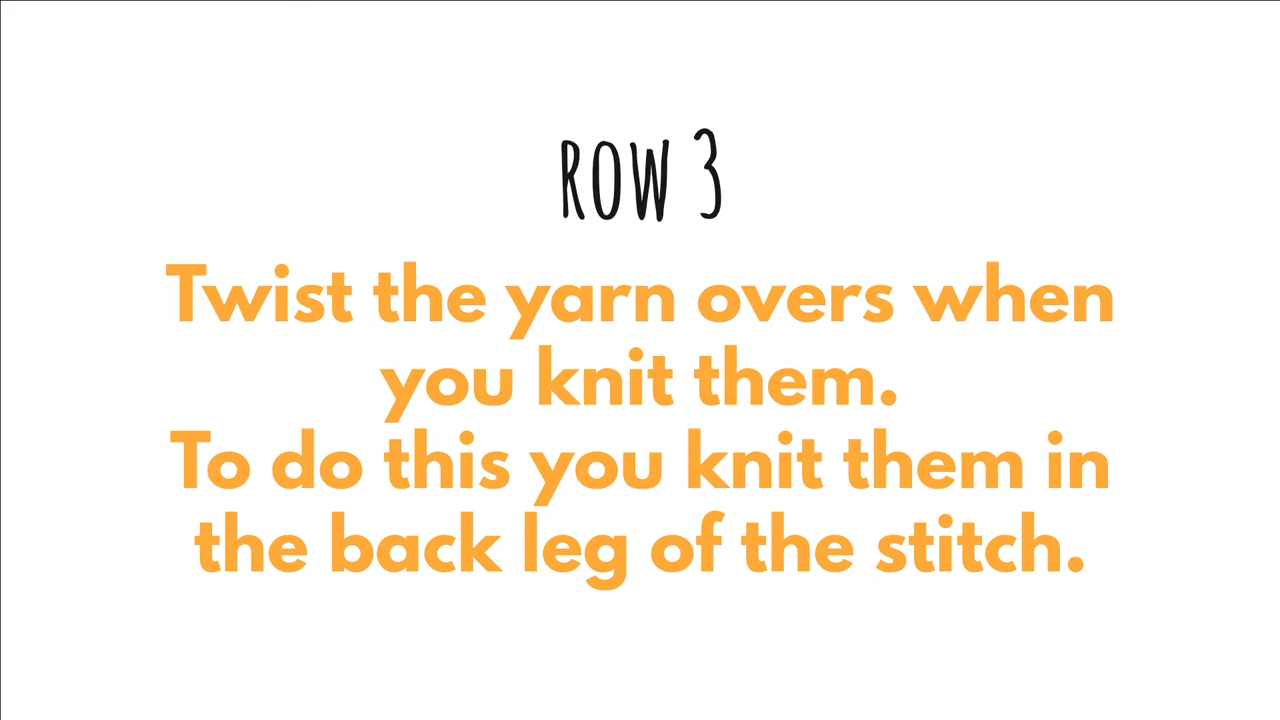 ROW 3
Twist the yarn overs when
you knit them.
To do this you knit them in
the back leg of the stitch.